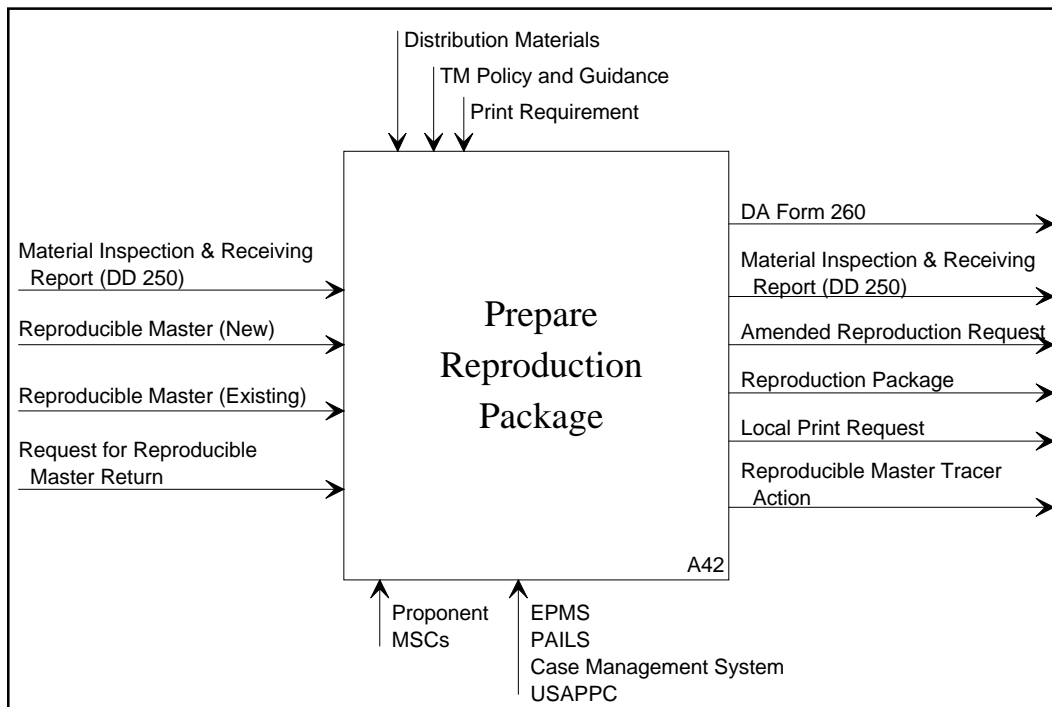 Distribution Materials
TM Policy and Guidance
Print Requirement
Material Inspection & Receiving
Report (DD 250)
Reproducible Master (New)
Reproducible Master (Existing)
Request for Reproducible
Master Return
Prepare
Reproduction
Package
A42
DA Form 260
Material Inspection & Receiving
Report (DD 250)
Amended Reproduction Request
Reproduction Package
Local Print Request
Reproducible Master Tracer
Action
Proponent
MSCs
EPMS
PAILS
Case Management System
USAPPC